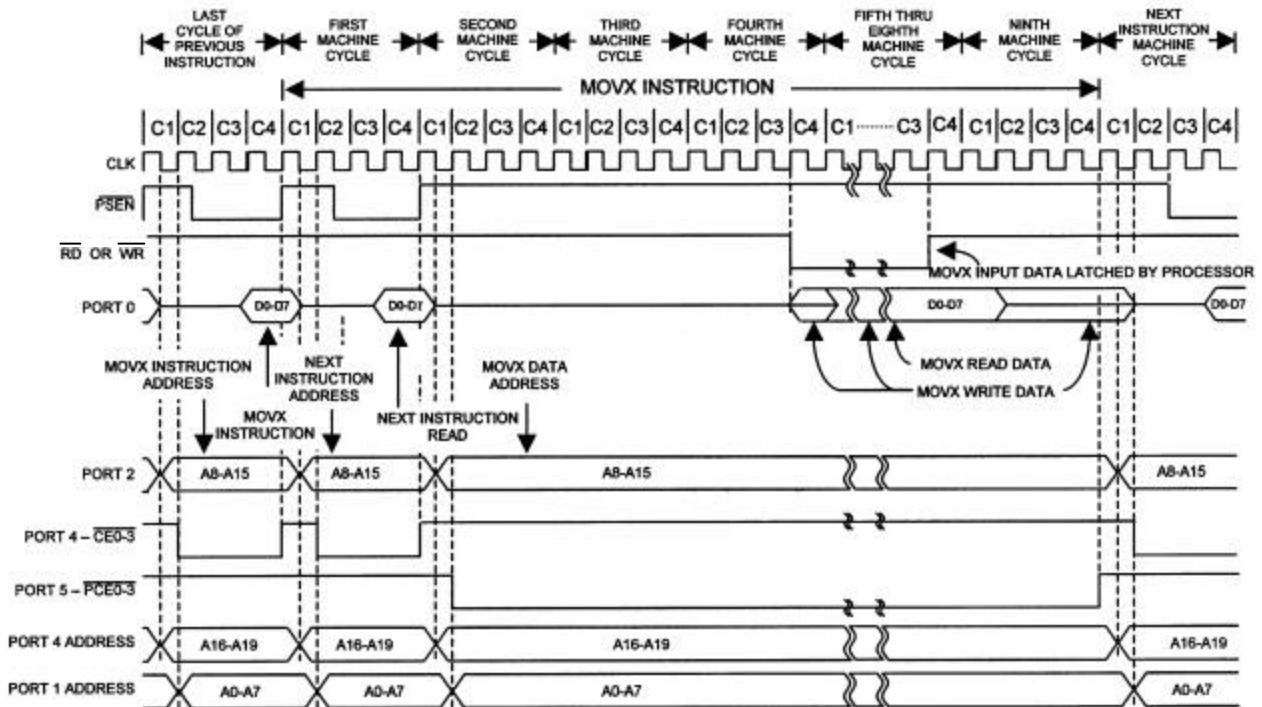 LAST
CYCLE OF
PREVIOUS
INSTRUCTION
FIRST
MACHINE
CYCLE
SECOND
MACHINE
CYCLE
THIRD
MACHINE
CYCLE
FOURTH
MACHINE
CYCLE
FIFTH THRU
EIGHTH
MACHINE
CYCLE
NINTH
MACHINE
CYCLE
NEXT
INSTRUCTION
MACHINE
CYCLE
MOVX INSTRUCTION
C1 C2 C3 C4 C1 C2 C3 C4 C1 C2 C3 C4 C1 C2 C3 C4 C1 C2 C3 C4 C1 ........ C3 C4 C1 C2 C3 C4 C1 C2 C3 C4
CLK
PSEN
RD OR WR
MOVX INPUT DATA LATCHED BY PROCESSOR
PORT 0 D0-D7 D0-D7 D0-D7 D0-D7
MOVX INSTRUCTION
ADDRESS
NEXT
INSTRUCTION
ADDRESS
MOVX DATA
ADDRESS
MOVX READ DATA
MOVX WRITE DATA
MOVX
INSTRUCTION
NEXT INSTRUCTION
READ
PORT 2 A8-A15 A8-A15 A8-A15 A8-A15
PORT 4 – CE0-3
PORT 5 – PCE0-3
PORT 4 ADDRESS A16-A19 A16-A19 A16-A19 A16-A19
PORT 1 ADDRESS A0-A7 A0-A7 A0-A7 A0-A7